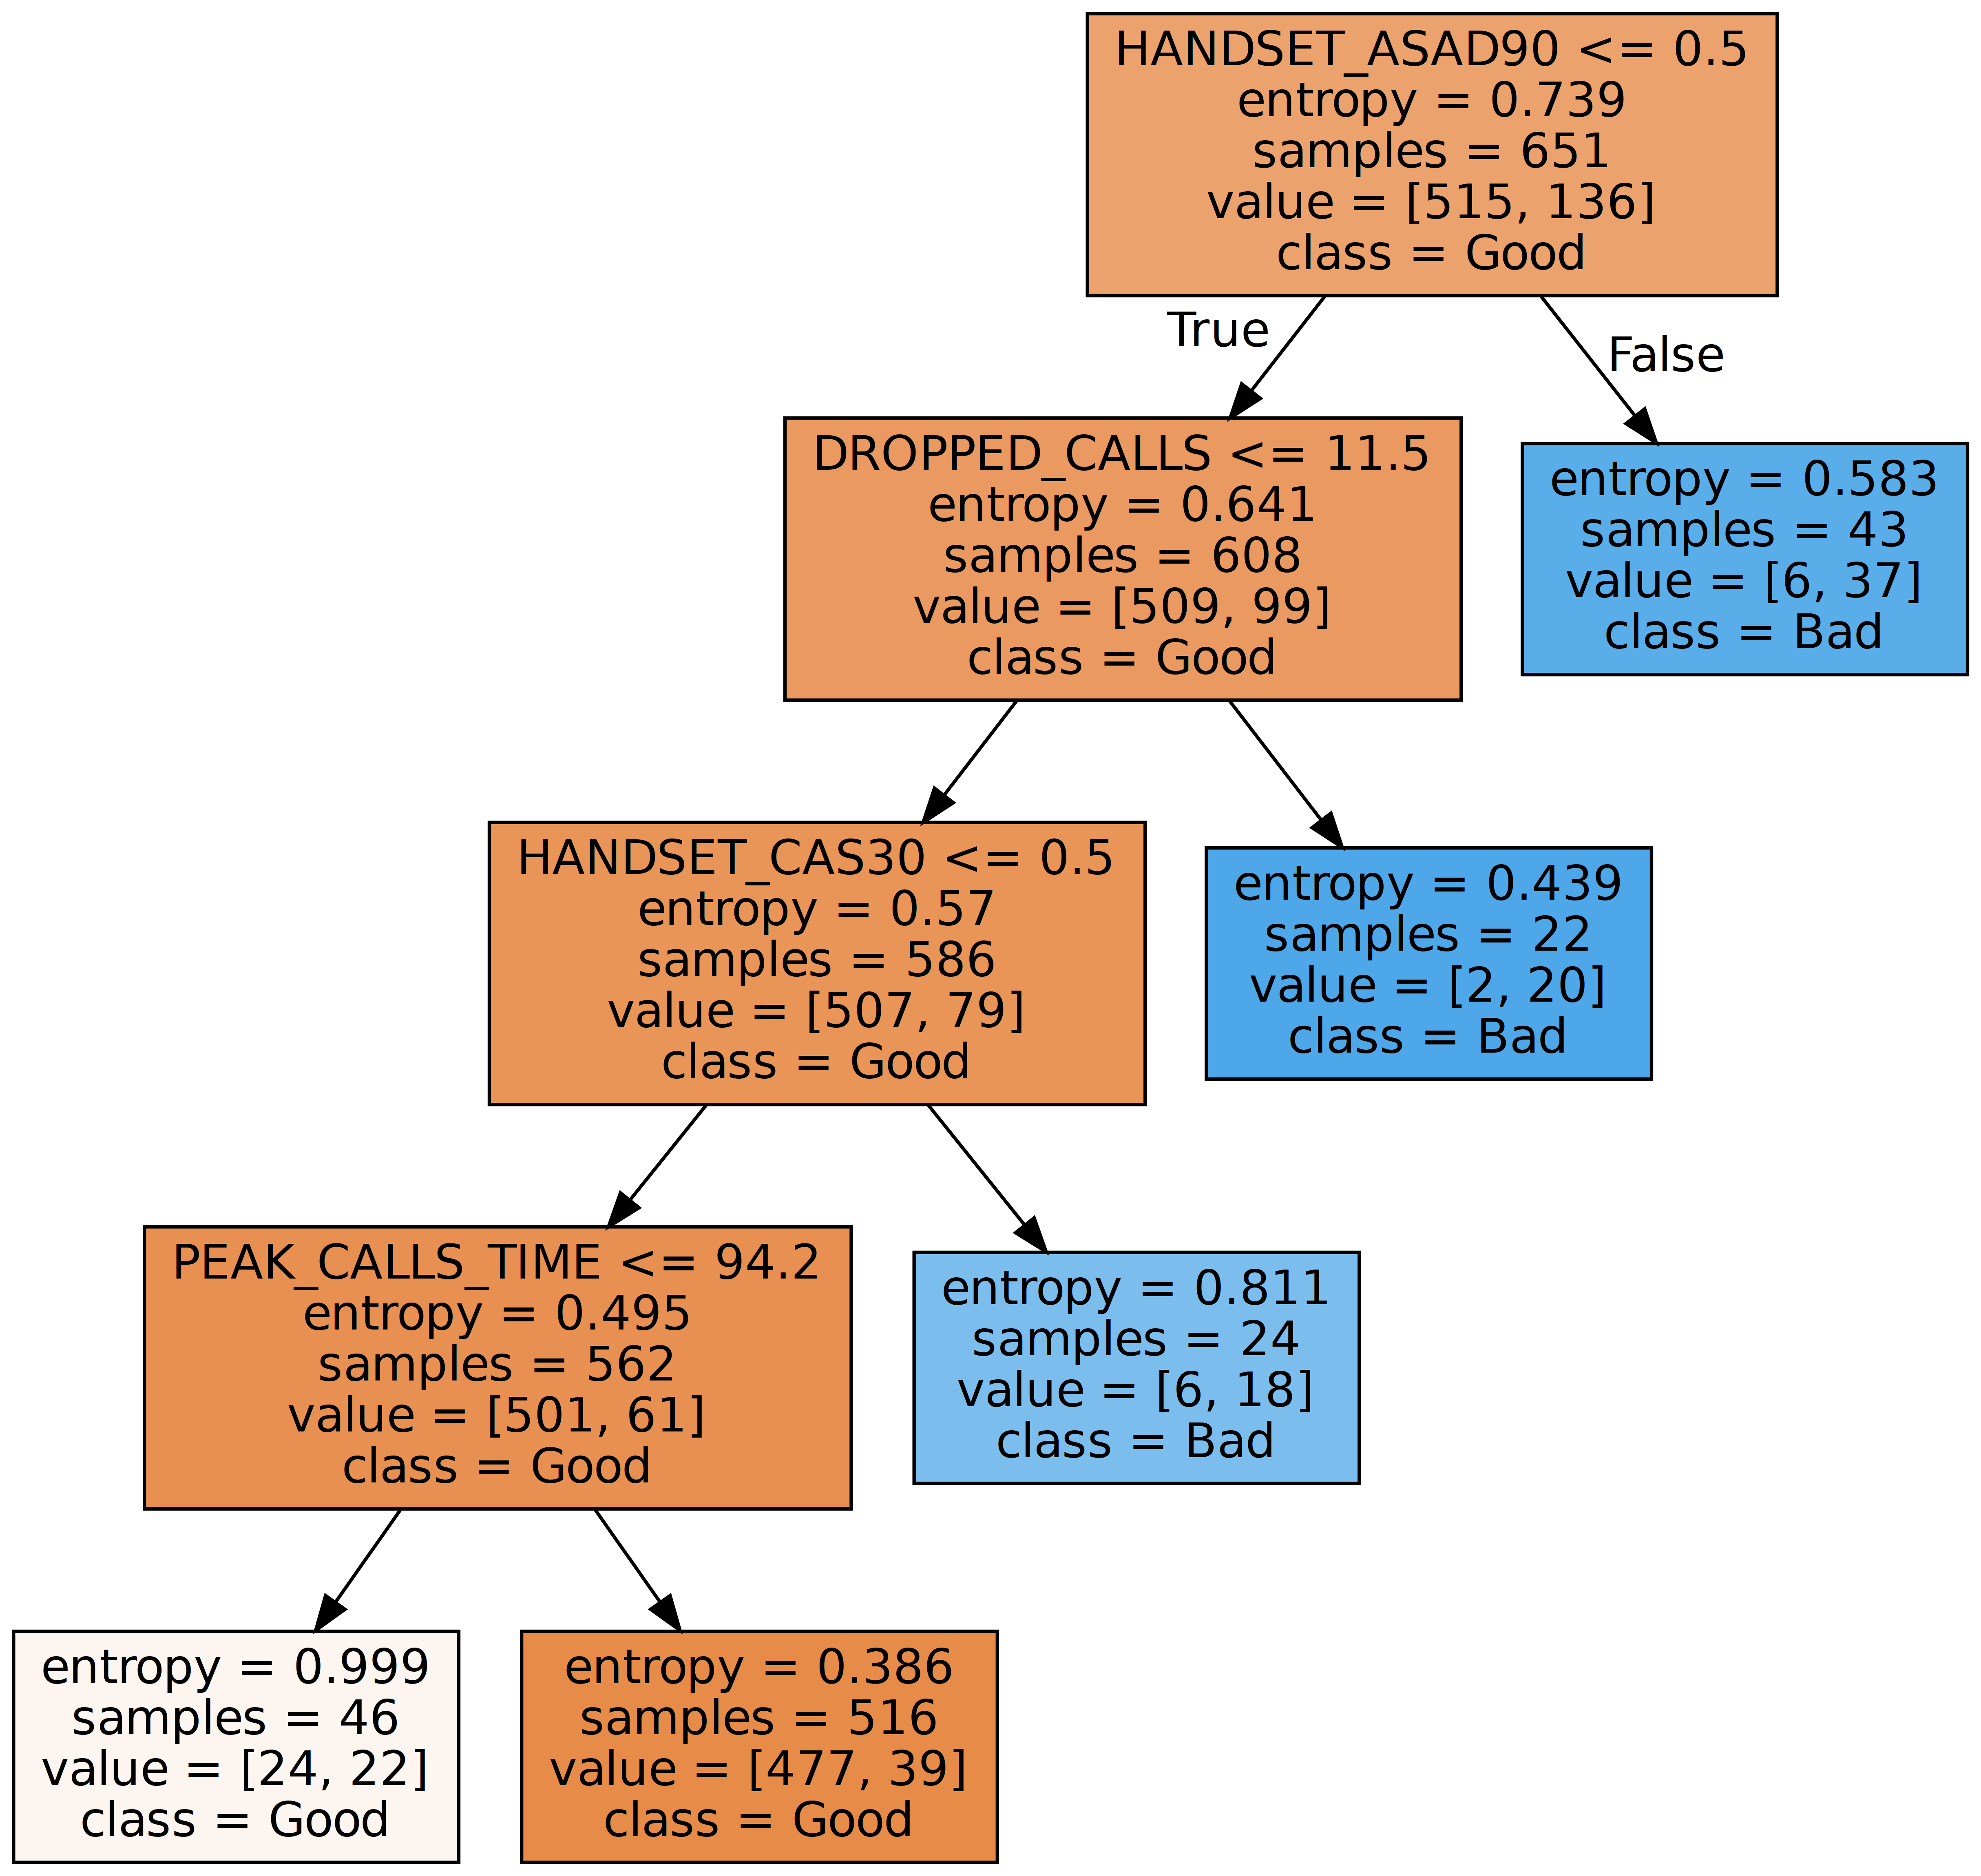 HANDSET_ASAD90 <= 0.5
entropy = 0.739
samples = 651
value = [515, 136]
class = Good
True
False
DROPPED_CALLS <= 11.5
entropy = 0.641
samples = 608
value = [509, 99]
class = Good
entropy = 0.583
samples = 43
value = [6, 37]
class = Bad
HANDSET_CAS30 <= 0.5
entropy = 0.57
samples = 586
value = [507, 79]
class = Good
entropy = 0.439
samples = 22
value = [2, 20]
class = Bad
PEAK_CALLS_TIME <= 94.2
entropy = 0.495
samples = 562
value = [501, 61]
class = Good
entropy = 0.811
samples = 24
value = [6, 18]
class = Bad
entropy = 0.999
samples = 46
value = [24, 22]
class = Good
entropy = 0.386
samples = 516
value = [477, 39]
class = Good